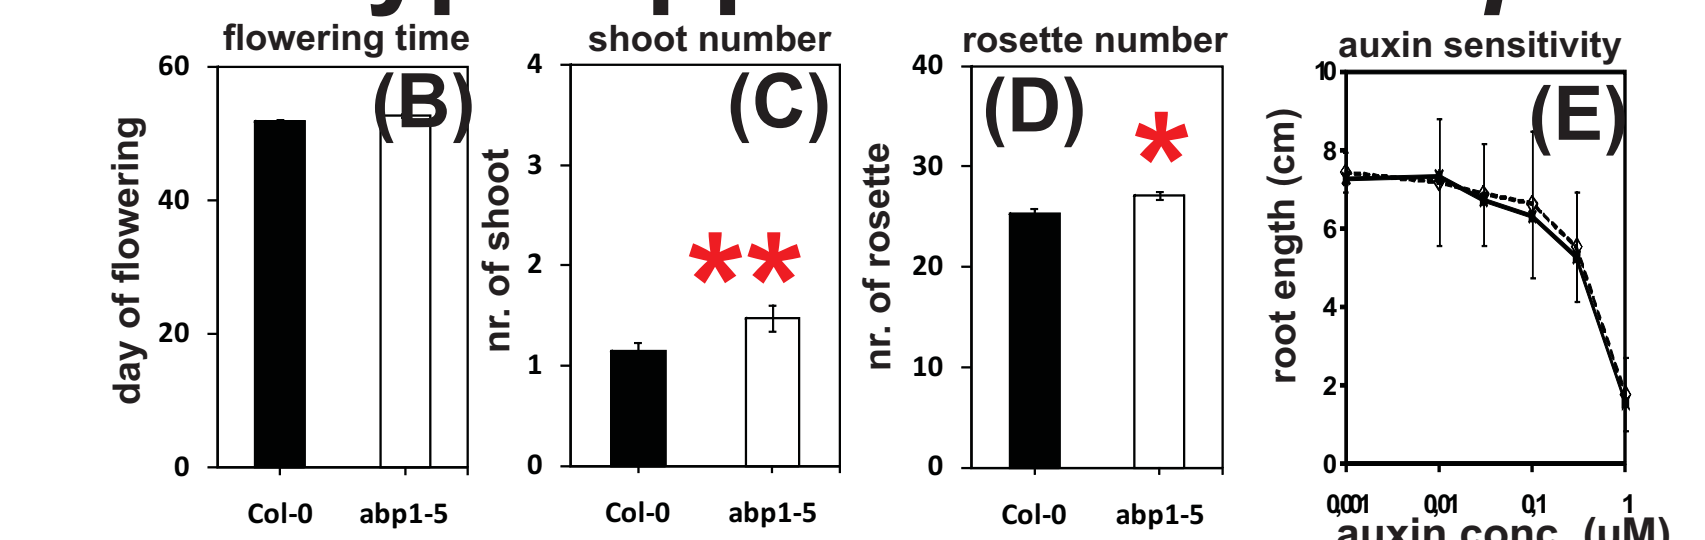 flowering time
shoot number
rosette number
auxin sensitivity
(B)
(C)
(D)
(E)
day of flowering
60
40
20
0
Col-0
abp1-5
nr. of shoot
4
3
2
1
0
**
Col-0
abp1-5
nr. of rosette
40
30
20
10
0
*
Col-0
abp1-5
root ength (cm)
10
8
6
4
2
0
0,001
0,01
0,1
1
auxin conc. (uM)